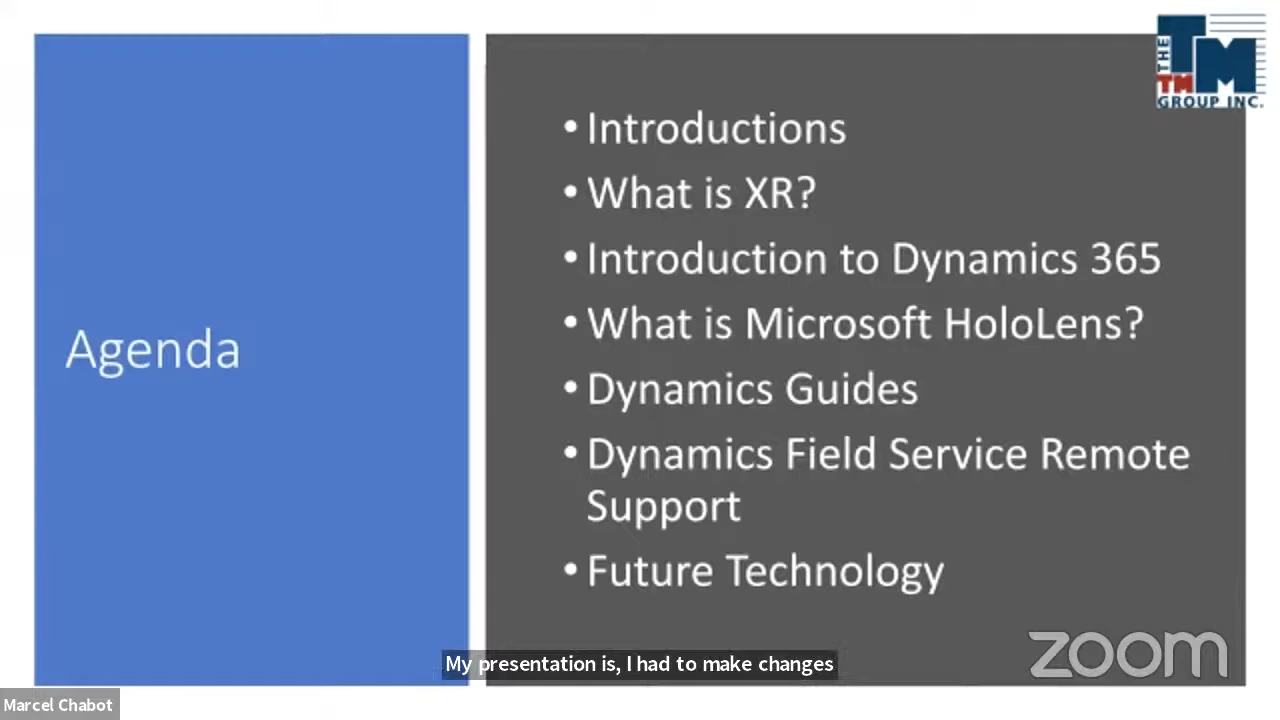 THE
TM
TM
GROUP INC.
• Introductions
• What is XR?
• Introduction to Dynamics 365
• What is Microsoft HoloLens?
Agenda
• Dynamics Guides
• Dynamics Field Service Remote
Support
• Future Technology
zoom
My presentation is, I had to make changes
Marcel Chabot